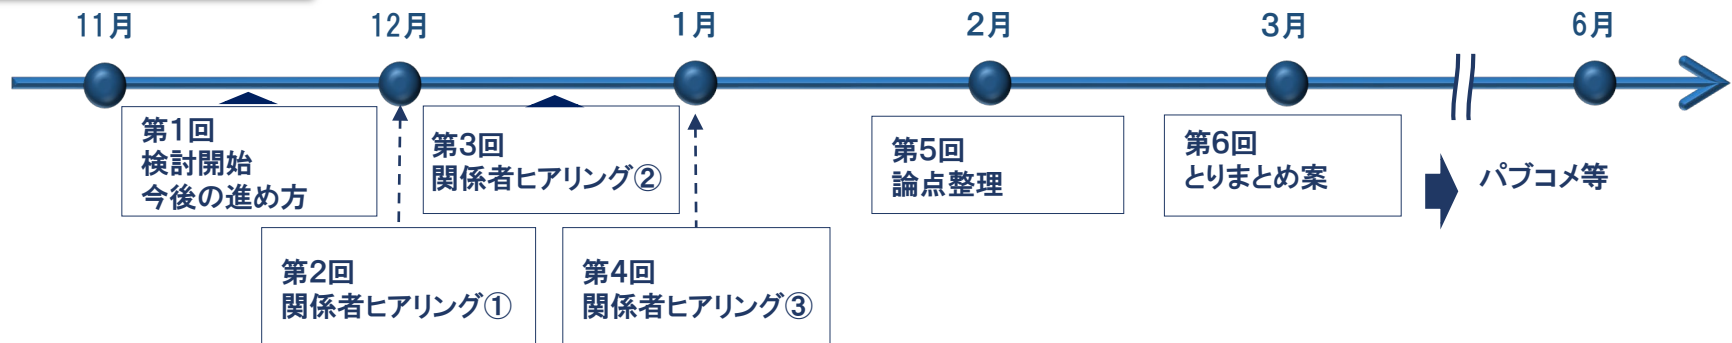 11月
12月
1月
2月
3月
6月
第1回
検討開始
今後の進め方
第3回
関係者ヒアリング②
第5回
論点整理
第6回
とりまとめ案
パブコメ等
第2回
関係者ヒアリング①
第4回
関係者ヒアリング③